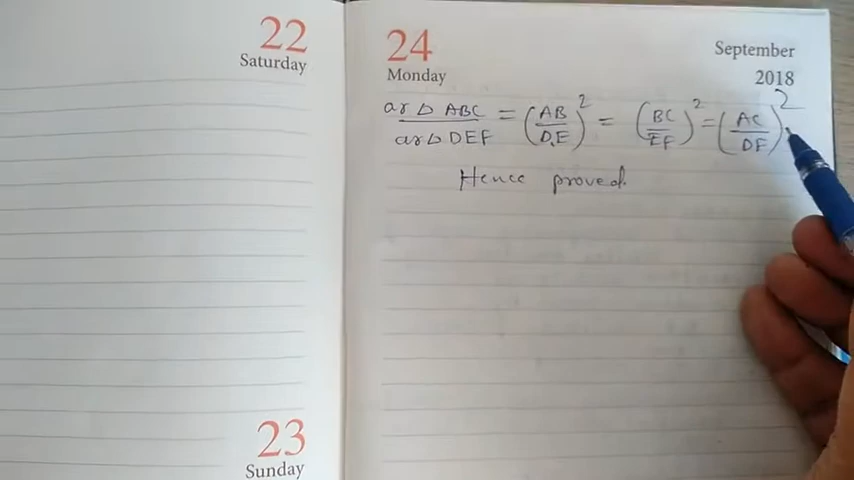 22
Saturday
23
Sunday
24
Monday
September
2018
ar △ ABC / ar △ DEF = (AB/DE)² = (BC/EF)² = (AC/DF)²
Hence proved